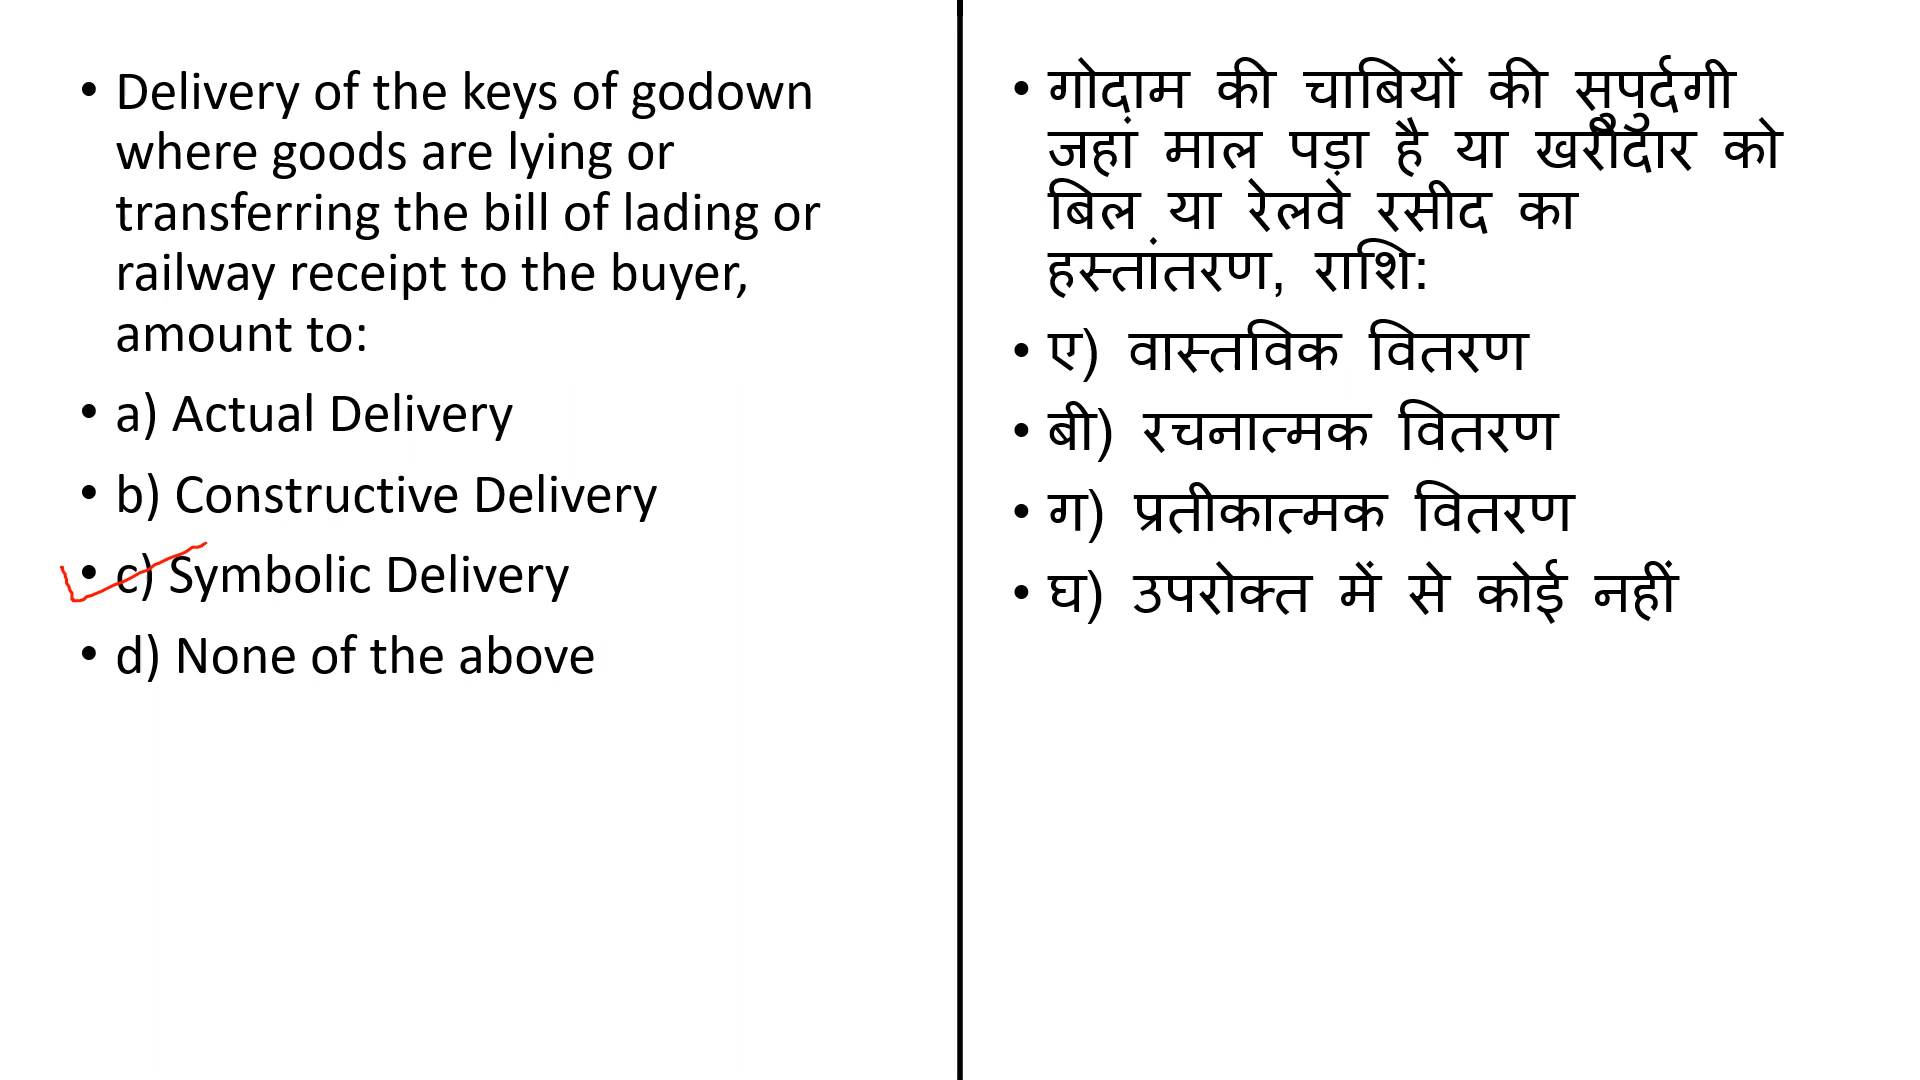 • Delivery of the keys of godown
where goods are lying or
transferring the bill of lading or
railway receipt to the buyer,
amount to:
• a) Actual Delivery
• b) Constructive Delivery
• c) Symbolic Delivery
• d) None of the above
• गोदाम की चाबियों की सुपुर्दगी
जहां माल पड़ा है या खरीदार को
बिल या रेलवे रसीद का
हस्तांतरण, राशि:
• ए) वास्तविक वितरण
• बी) रचनात्मक वितरण
• ग) प्रतीकात्मक वितरण
• घ) उपरोक्त में से कोई नहीं